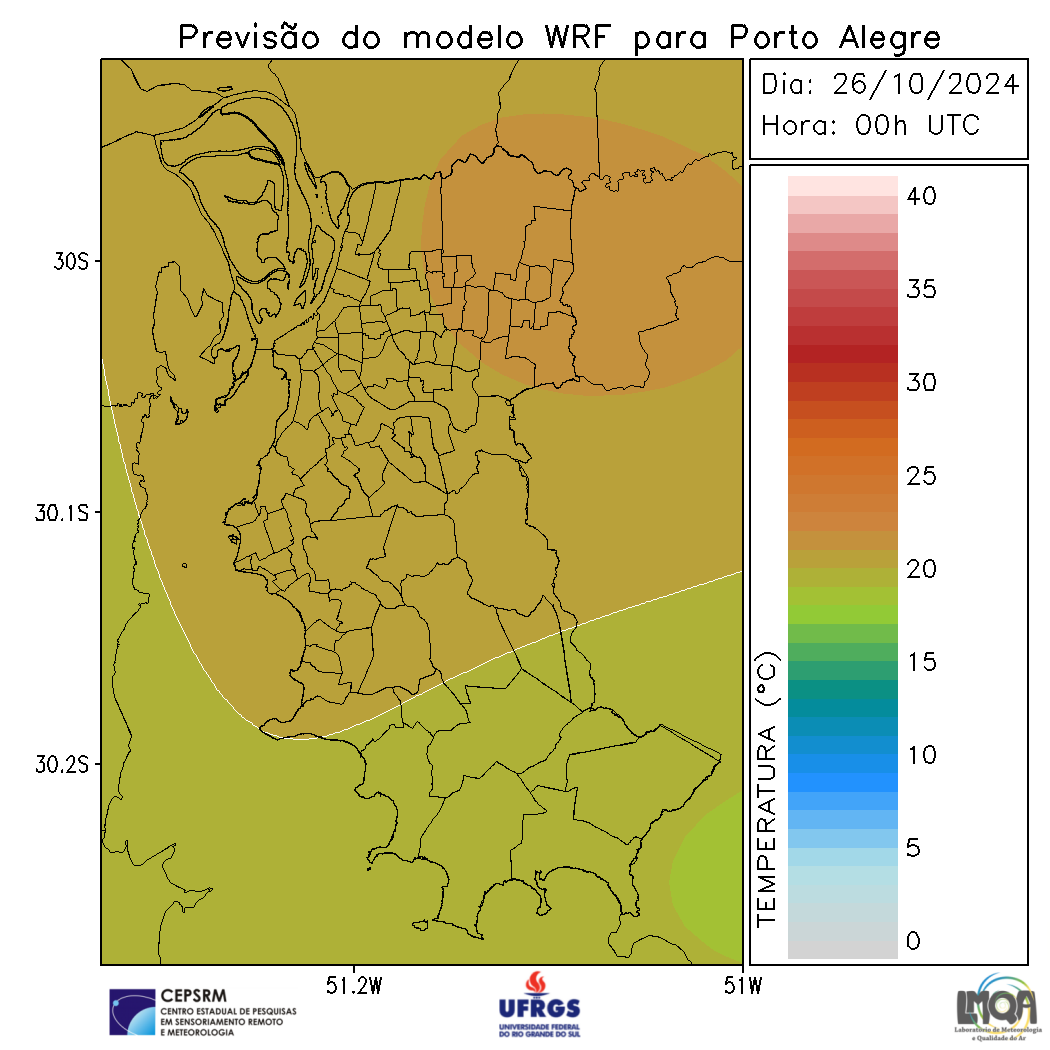 Previsão do modelo WRF para Porto Alegre
Dia: 26/10/2024
Hora: 00h UTC
40
35
30
25
20
15
10
5
0
TEMPERATURA (°C)
30S
30.1S
30.2S
51.2W
51W
CEPSRM
CENTRO ESTADUAL DE PESQUISAS
EM SENSORIAMENTO REMOTO
E METEOROLOGIA
UFRGS
UNIVERSIDADE FEDERAL
DO RIO GRANDE DO SUL
LMQA
Laboratório de Meteorologia
e Qualidade do Ar